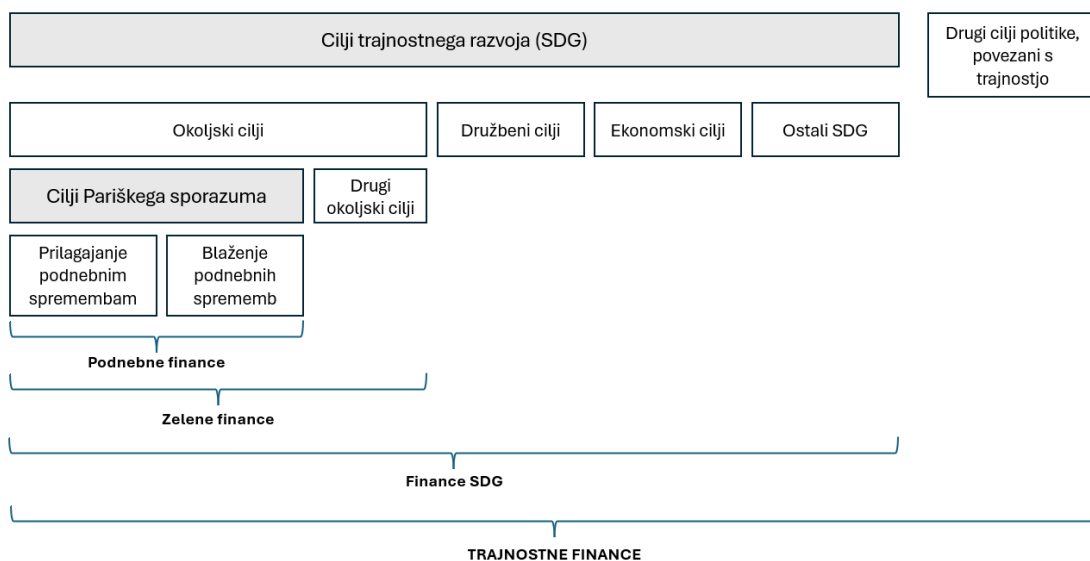 Cilji trajnostnega razvoja (SDG)
Drugi cilji politike,
povezani s
trajnostjo
Okoljski cilji
Družbeni cilji
Ekonomski cilji
Ostali SDG
Cilji Pariškega sporazuma
Drugi
okoljski cilji
Prilagajanje
podnebnim
spremembam
Blaženje
podnebnih
sprememb
Podnebne finance
Zelene finance
Finance SDG
TRAJNOSTNE FINANCE